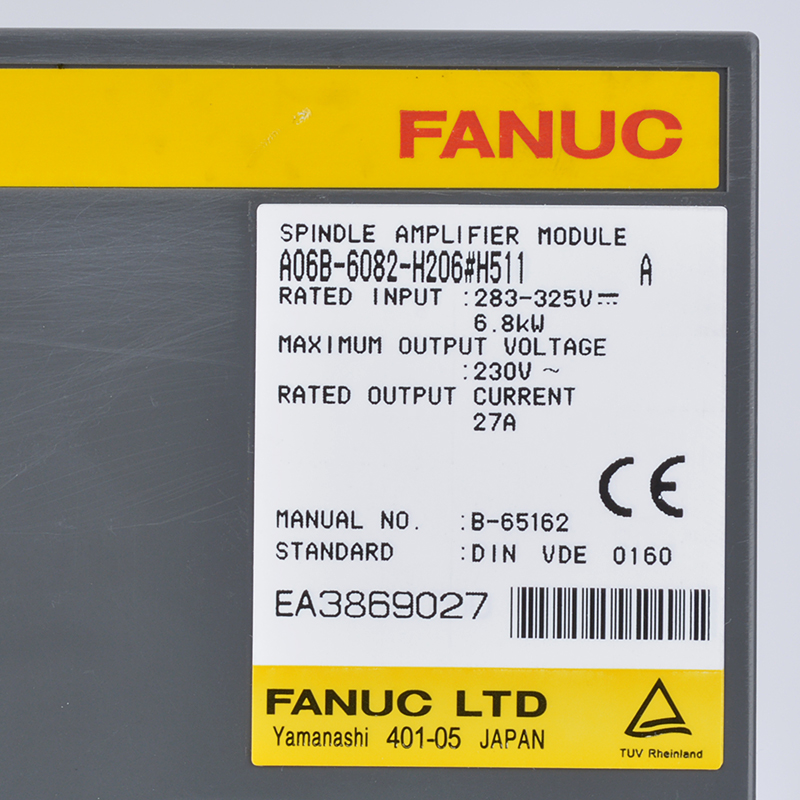 FANUC
SPINDLE AMPLIFIER MODULE
A06B-6082-H206#H511 A
RATED INPUT :283-325V⎓
6.8kW
MAXIMUM OUTPUT VOLTAGE
:230V ~
RATED OUTPUT CURRENT
27A
CE
MANUAL NO. :B-65162
STANDARD :DIN VDE 0160
EA3869027
FANUC LTD
Yamanashi 401-05 JAPAN
TUV Rheinland